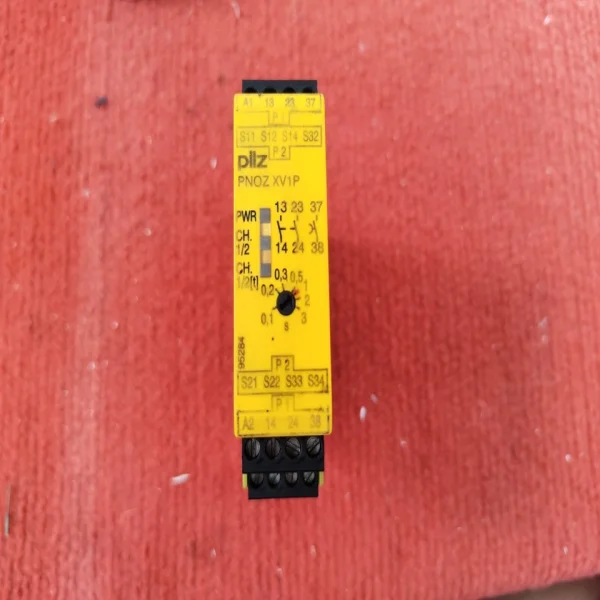 A1 13 23 37
P1
S11 S12 S14 S32
P2
pilz
PNOZ XV1P
PWR
CH.
1/2
CH.
1/2[t]
13 23 37
14 24 38
0,1 0,2 0,3 0,5 1 2 3
s
95284
P2
S21 S22 S33 S34
P1
A2 14 24 38